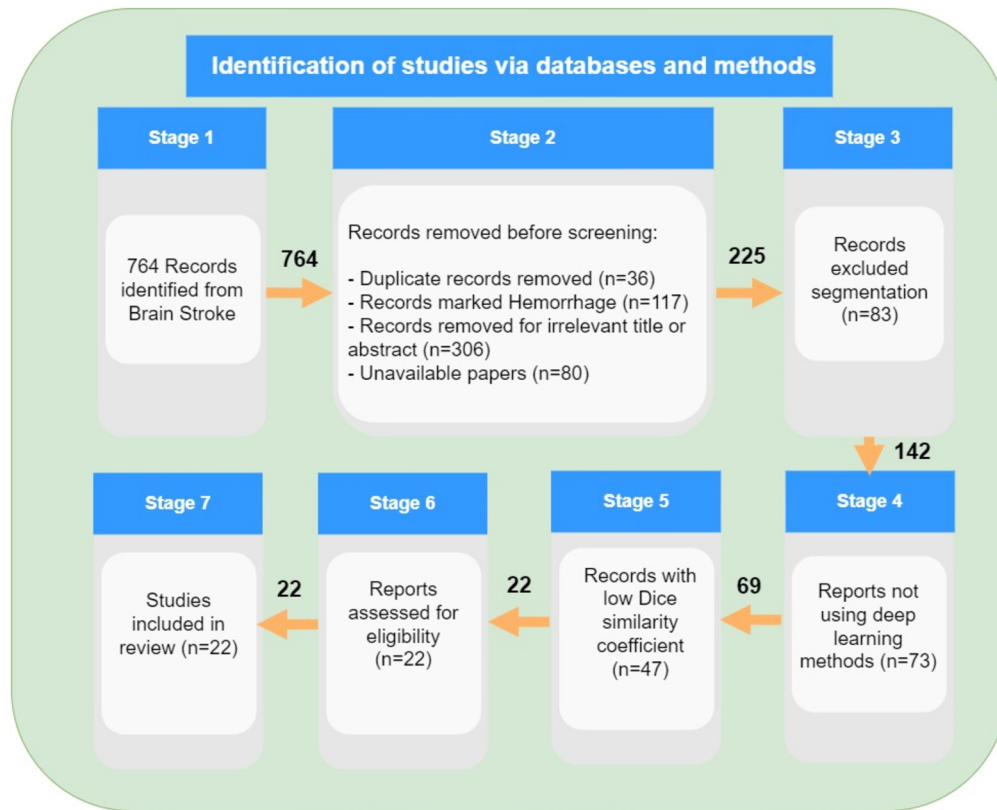 Identification of studies via databases and methods
Stage 1
764 Records
identified from
Brain Stroke
764
Stage 2
Records removed before screening:
- Duplicate records removed (n=36)
- Records marked Hemorrhage (n=117)
- Records removed for irrelevant title or
abstract (n=306)
- Unavailable papers (n=80)
225
Stage 3
Records
excluded
segmentation
(n=83)
142
Stage 4
Reports not
using deep
learning
methods (n=73)
69
Stage 5
Records with
low Dice
similarity
coefficient
(n=47)
22
Stage 6
Reports
assessed for
eligibility
(n=22)
22
Stage 7
Studies
included in
review (n=22)